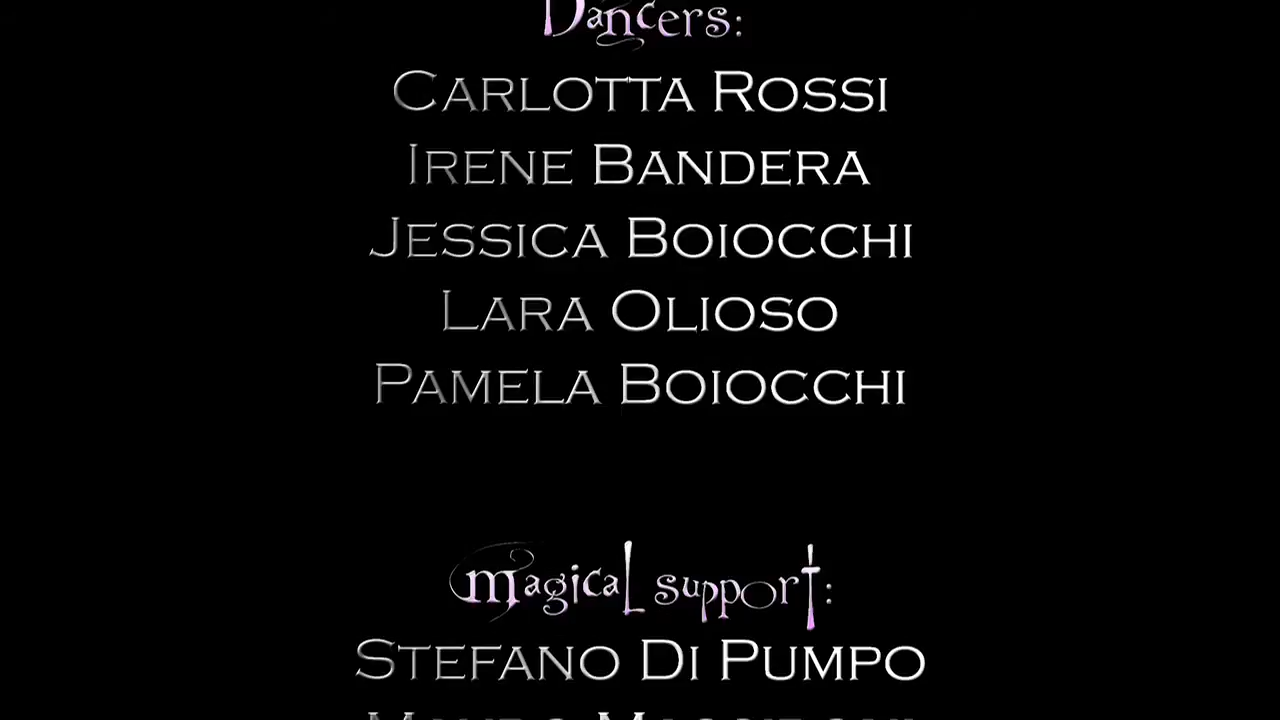 Dancers:
CARLOTTA ROSSI
IRENE BANDERA
JESSICA BOIOCCHI
LARA OLIOSO
PAMELA BOIOCCHI
magical support:
STEFANO DI PUMPO